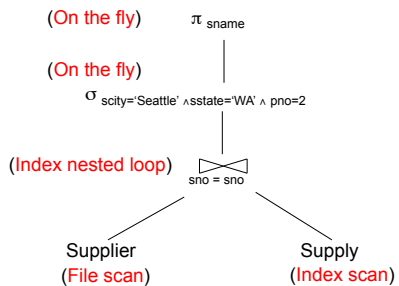 (On the fly) π sname
(On the fly)
σ scity=‘Seattle’ ∧sstate=‘WA’ ∧ pno=2
(Index nested loop)
sno = sno
Supplier Supply
(File scan) (Index scan)